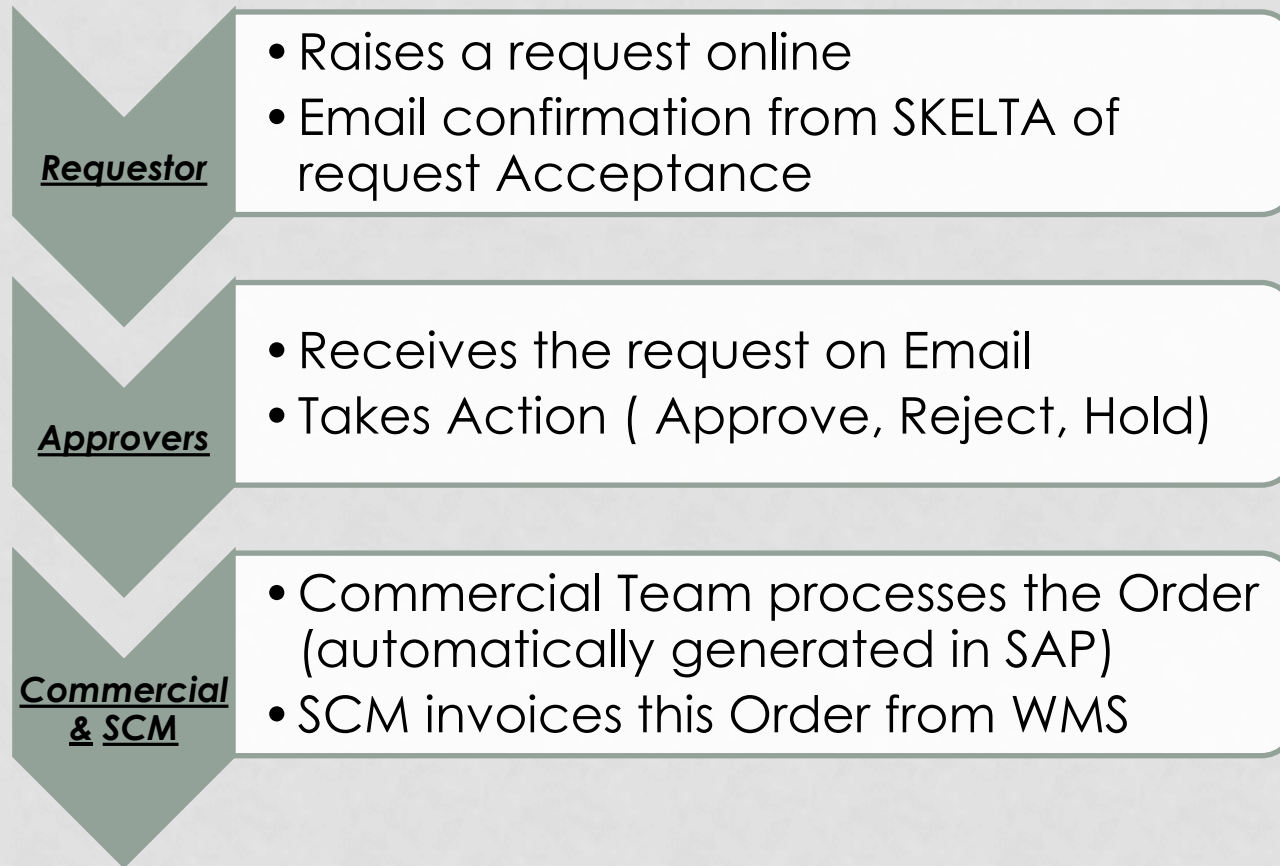 Requestor
• Raises a request online
• Email confirmation from SKELTA of
request Acceptance
Approvers
• Receives the request on Email
• Takes Action ( Approve, Reject, Hold)
Commercial
& SCM
• Commercial Team processes the Order
(automatically generated in SAP)
• SCM invoices this Order from WMS